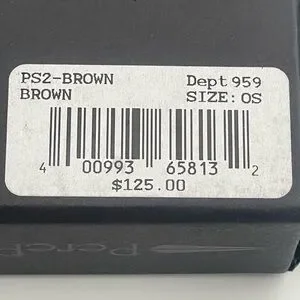 PS2-BROWN Dept 959
BROWN SIZE: OS
4 00993 65813 2
$125.00